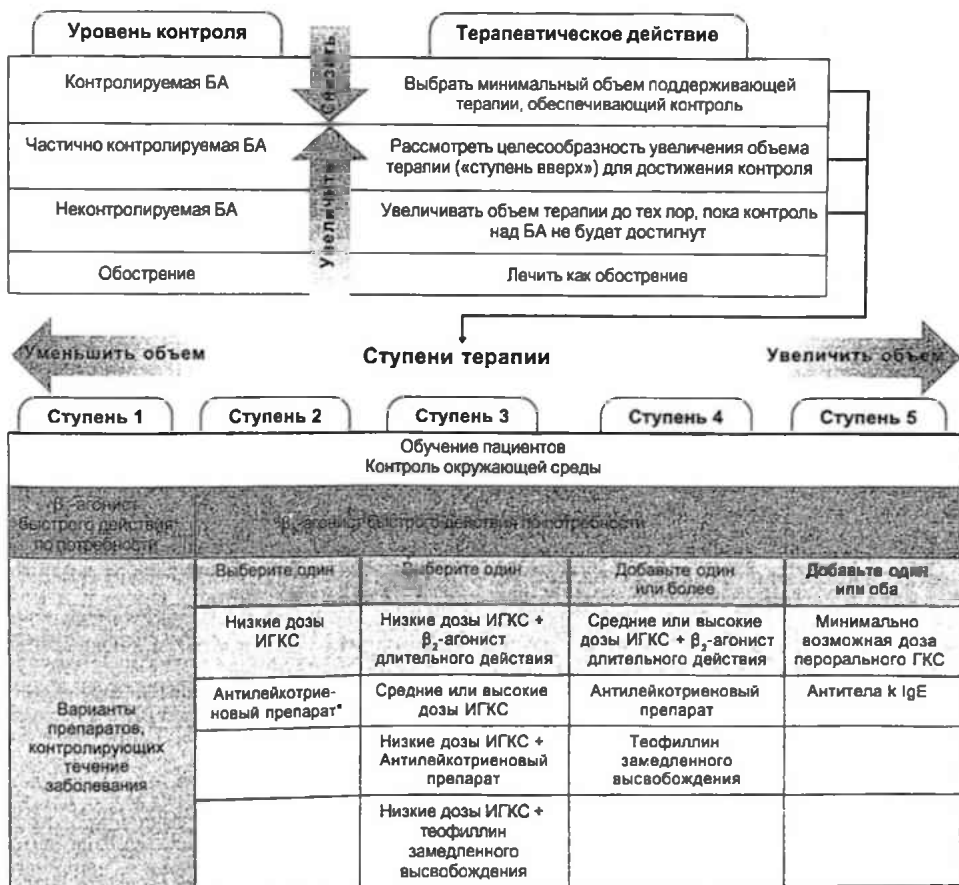 Уровень контроля
Терапевтическое действие
Снизить
Контролируемая БА
Выбрать минимальный объем поддерживающей
терапии, обеспечивающий контроль
Частично контролируемая БА
Рассмотреть целесообразность увеличения объема
терапии («ступень вверх») для достижения контроля
Увеличить
Неконтролируемая БА
Увеличивать объем терапии до тех пор, пока контроль
над БА не будет достигнут
Обострение
Лечить как обострение
Уменьшить объем
Ступени терапии
Увеличить объем
Ступень 1
Ступень 2
Ступень 3
Ступень 4
Ступень 5
Обучение пациентов
Контроль окружающей среды
β₂-агонист
быстрого действия
по потребности
β₂-агонист быстрого действия по потребности
Выберите один
Выберите один
Добавьте один
или более
Добавьте один
или оба
Варианты
препаратов,
контролирующих
течение
заболевания
Низкие дозы
ИГКС
Низкие дозы ИГКС +
β₂-агонист
длительного действия
Средние или высокие
дозы ИГКС + β₂-агонист
длительного действия
Минимально
возможная доза
перорального ГКС
Антилейкотрие-
новый препарат*
Средние или высокие
дозы ИГКС
Антилейкотриеновый
препарат
Антитела k IgE
Низкие дозы ИГКС +
Антилейкотриеновый
препарат
Теофиллин
замедленного
высвобождения
Низкие дозы ИГКС +
теофиллин
замедленного
высвобождения